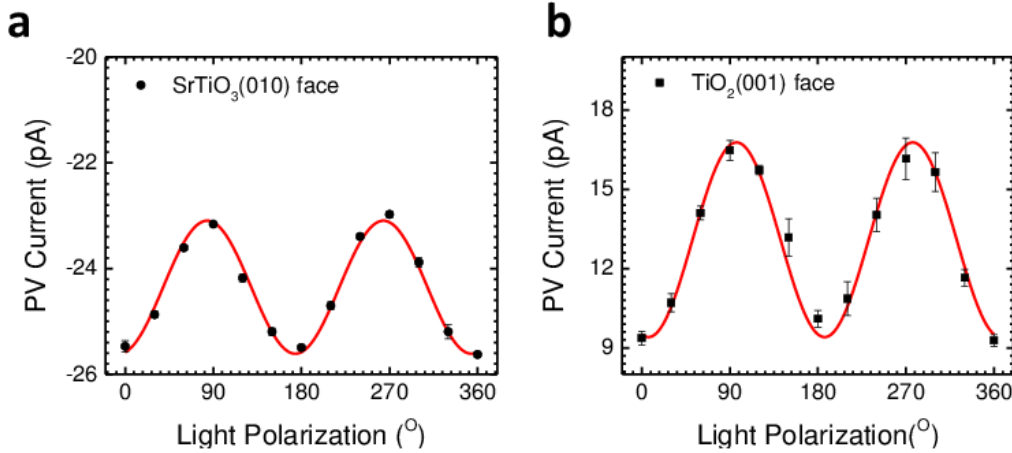 a
-20
-22
-24
-26
PV Current (pA)
SrTiO₃(010) face
0 90 180 270 360
Light Polarization (°)
b
18
15
12
9
PV Current (pA)
TiO₂(001) face
0 90 180 270 360
Light Polarization(°)